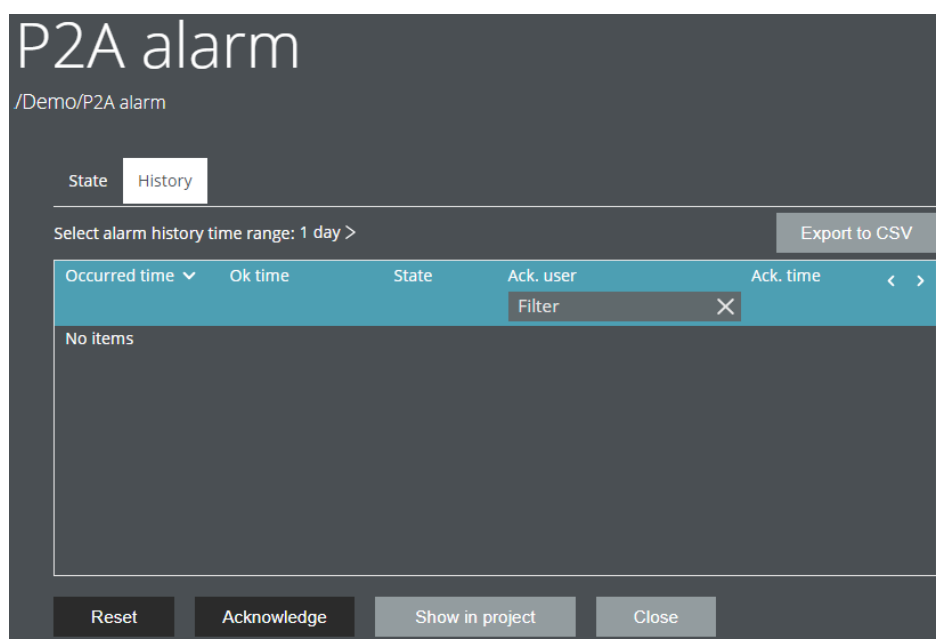 P2A alarm
/Demo/P2A alarm
State History
Select alarm history time range: 1 day > Export to CSV
Occurred time Ok time State Ack. user Ack. time < >
Filter
No items
Reset Acknowledge Show in project Close